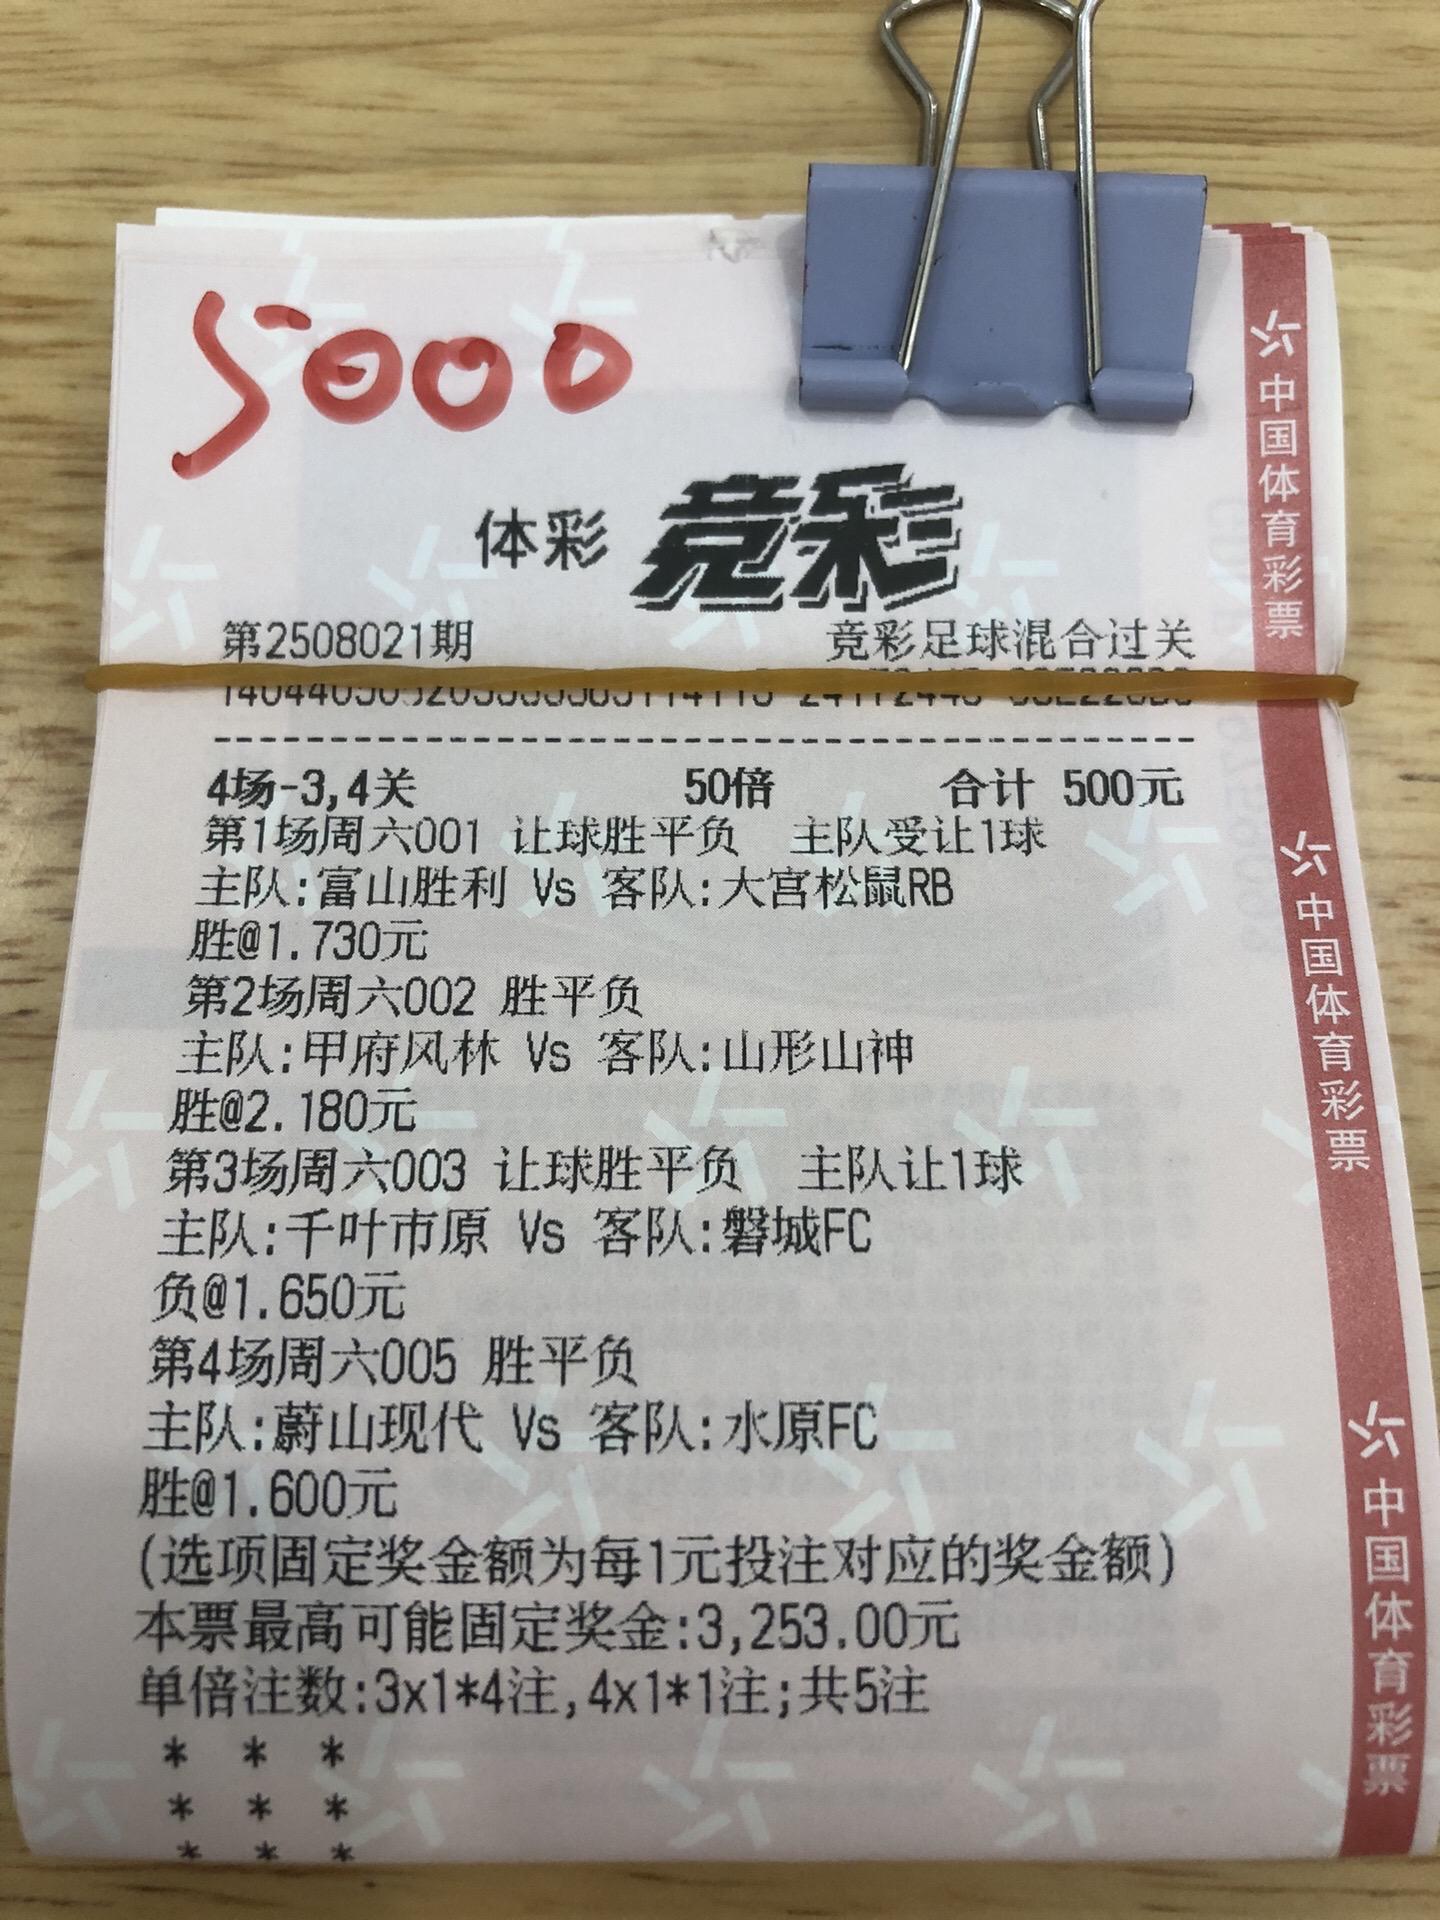 5000
体彩 竞彩
第2508021期 竞彩足球混合过关
--------------------------------------------
4场-3,4关 50倍 合计 500元
第1场周六001 让球胜平负 主队受让1球
主队:富山胜利 Vs 客队:大宫松鼠RB
胜@1.730元
第2场周六002 胜平负
主队:甲府风林 Vs 客队:山形山神
胜@2.180元
第3场周六003 让球胜平负 主队让1球
主队:千叶市原 Vs 客队:磐城FC
负@1.650元
第4场周六005 胜平负
主队:蔚山现代 Vs 客队:水原FC
胜@1.600元
(选项固定奖金额为每1元投注对应的奖金额)
本票最高可能固定奖金:3,253.00元
单倍注数:3x1*4注,4x1*1注;共5注
* * *
* * *
* * *
中国体育彩票
中国体育彩票
中国体育彩票